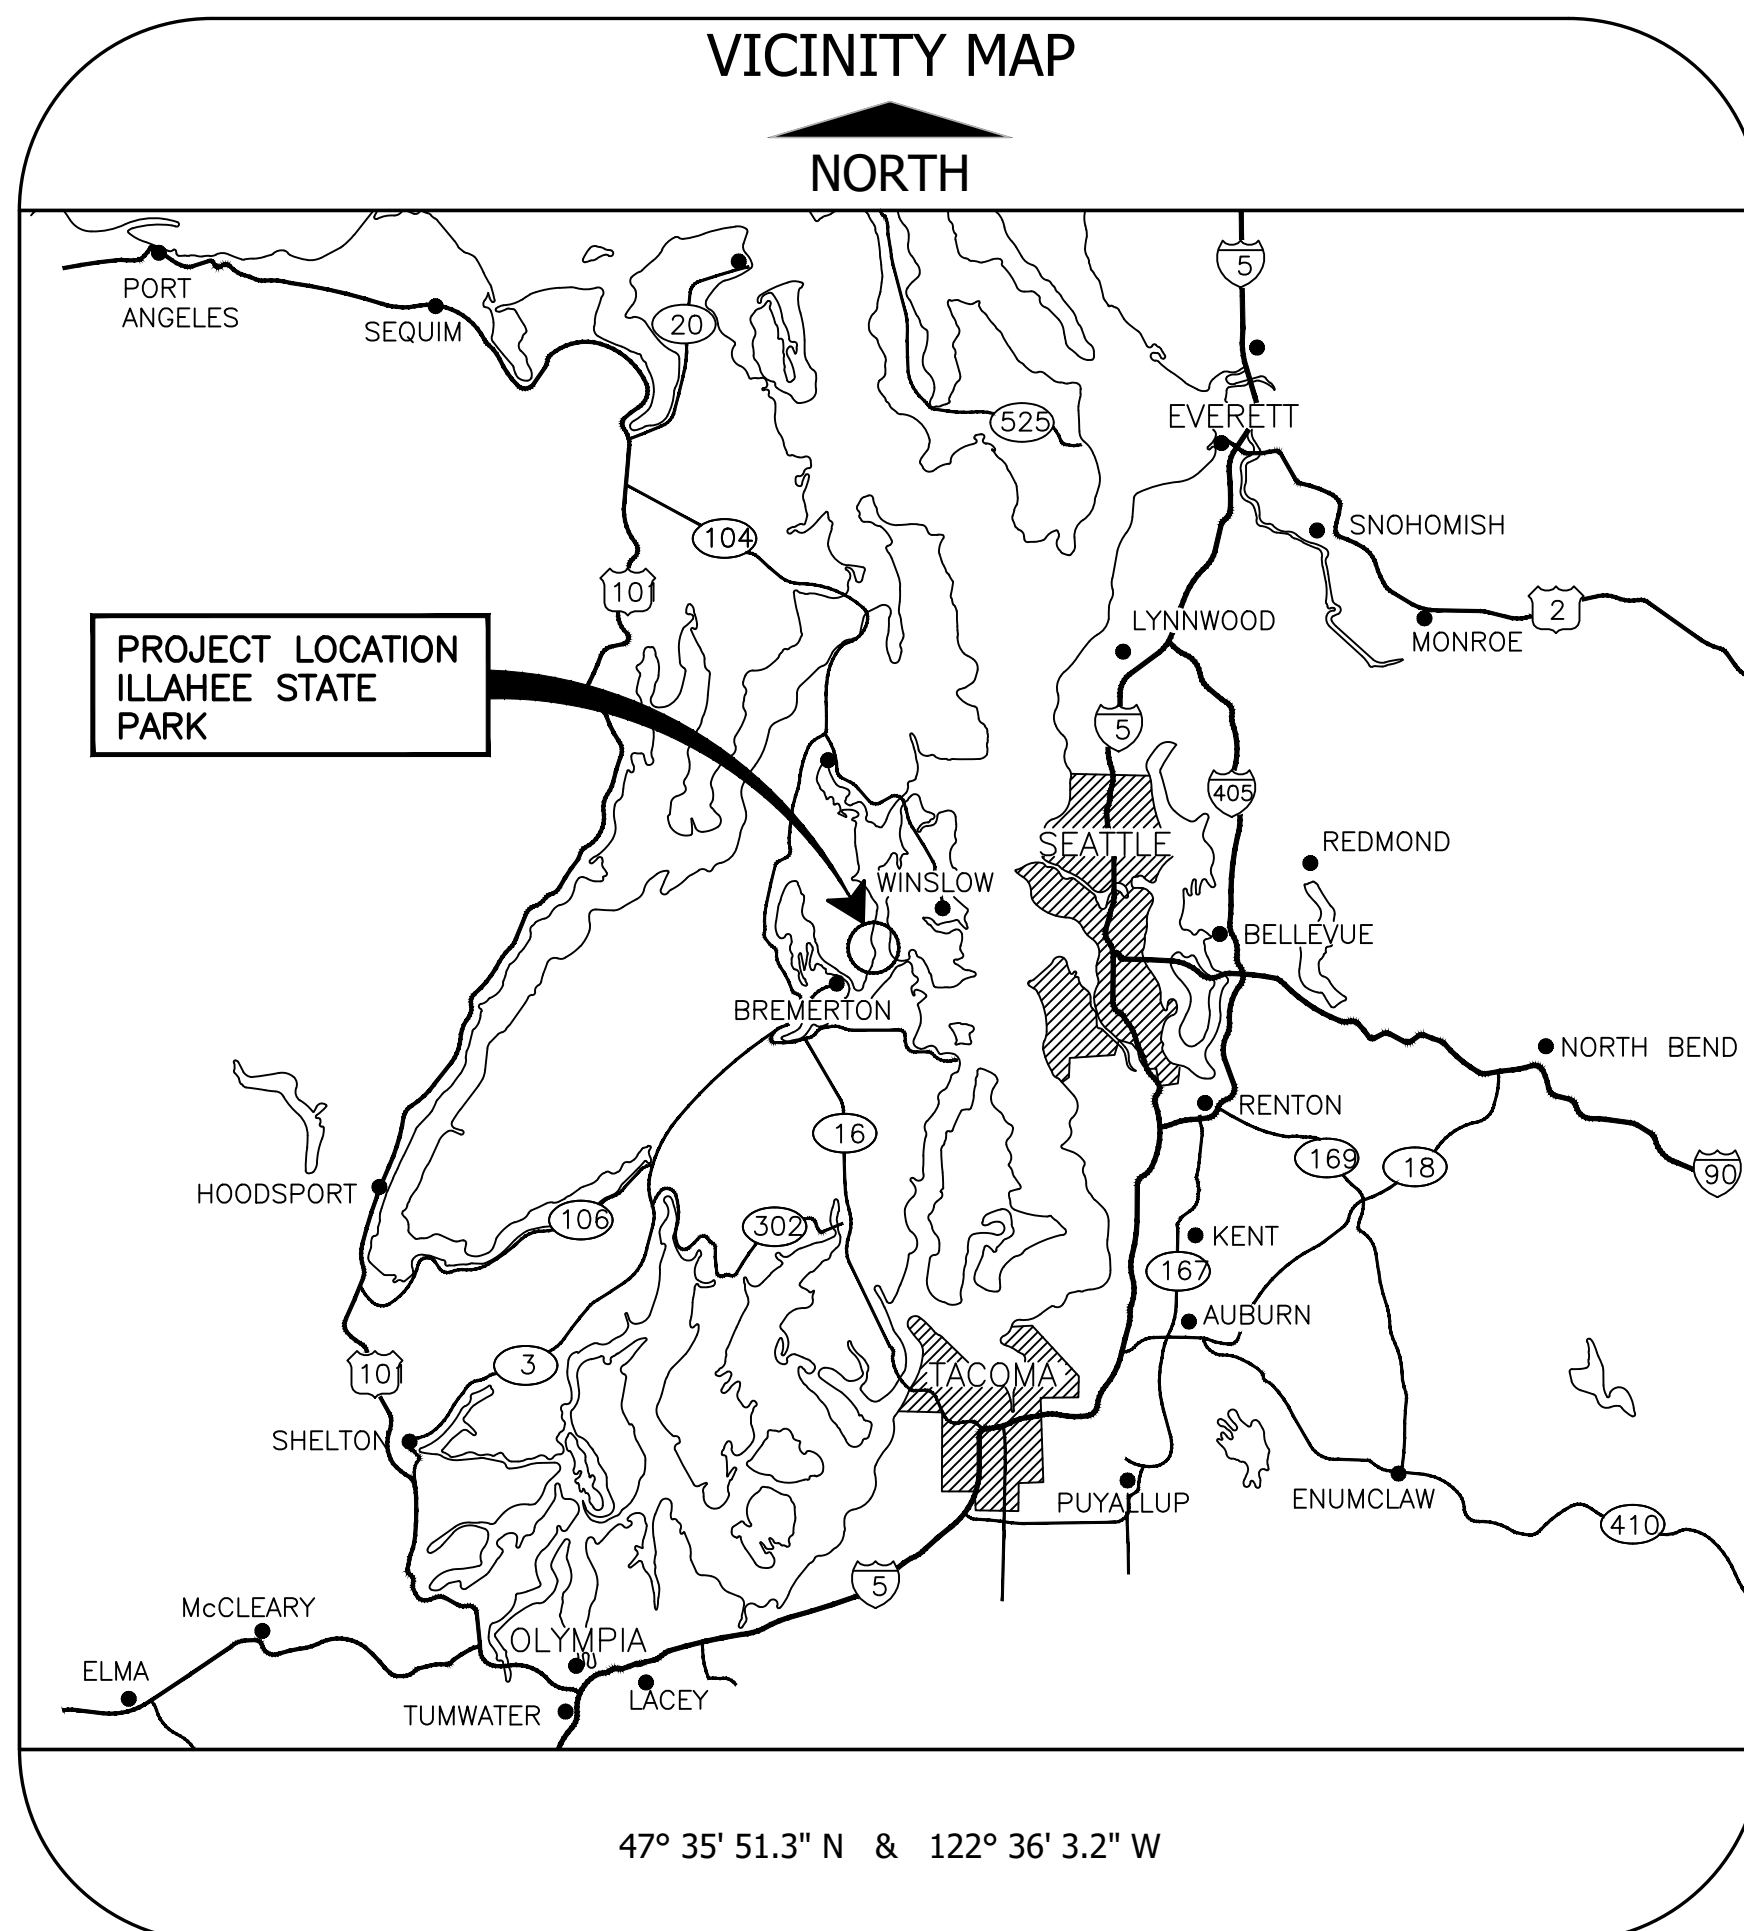 VICINITY MAP
NORTH
5
PORT
ANGELES
SEQUIM
20
525
EVERETT
SNOHOMISH
104
101
2
LYNNWOOD
MONROE
PROJECT LOCATION
ILLAHEE STATE
PARK
5
405
SEATTLE
REDMOND
WINSLOW
BELLEVUE
BREMERTON
NORTH BEND
RENTON
16
169
18
90
HOODSPORT
106
302
KENT
167
AUBURN
3
101
TACOMA
SHELTON
PUYALLUP
ENUMCLAW
410
5
McCLEARY
OLYMPIA
ELMA
LACEY
TUMWATER
47° 35' 51.3" N & 122° 36' 3.2" W